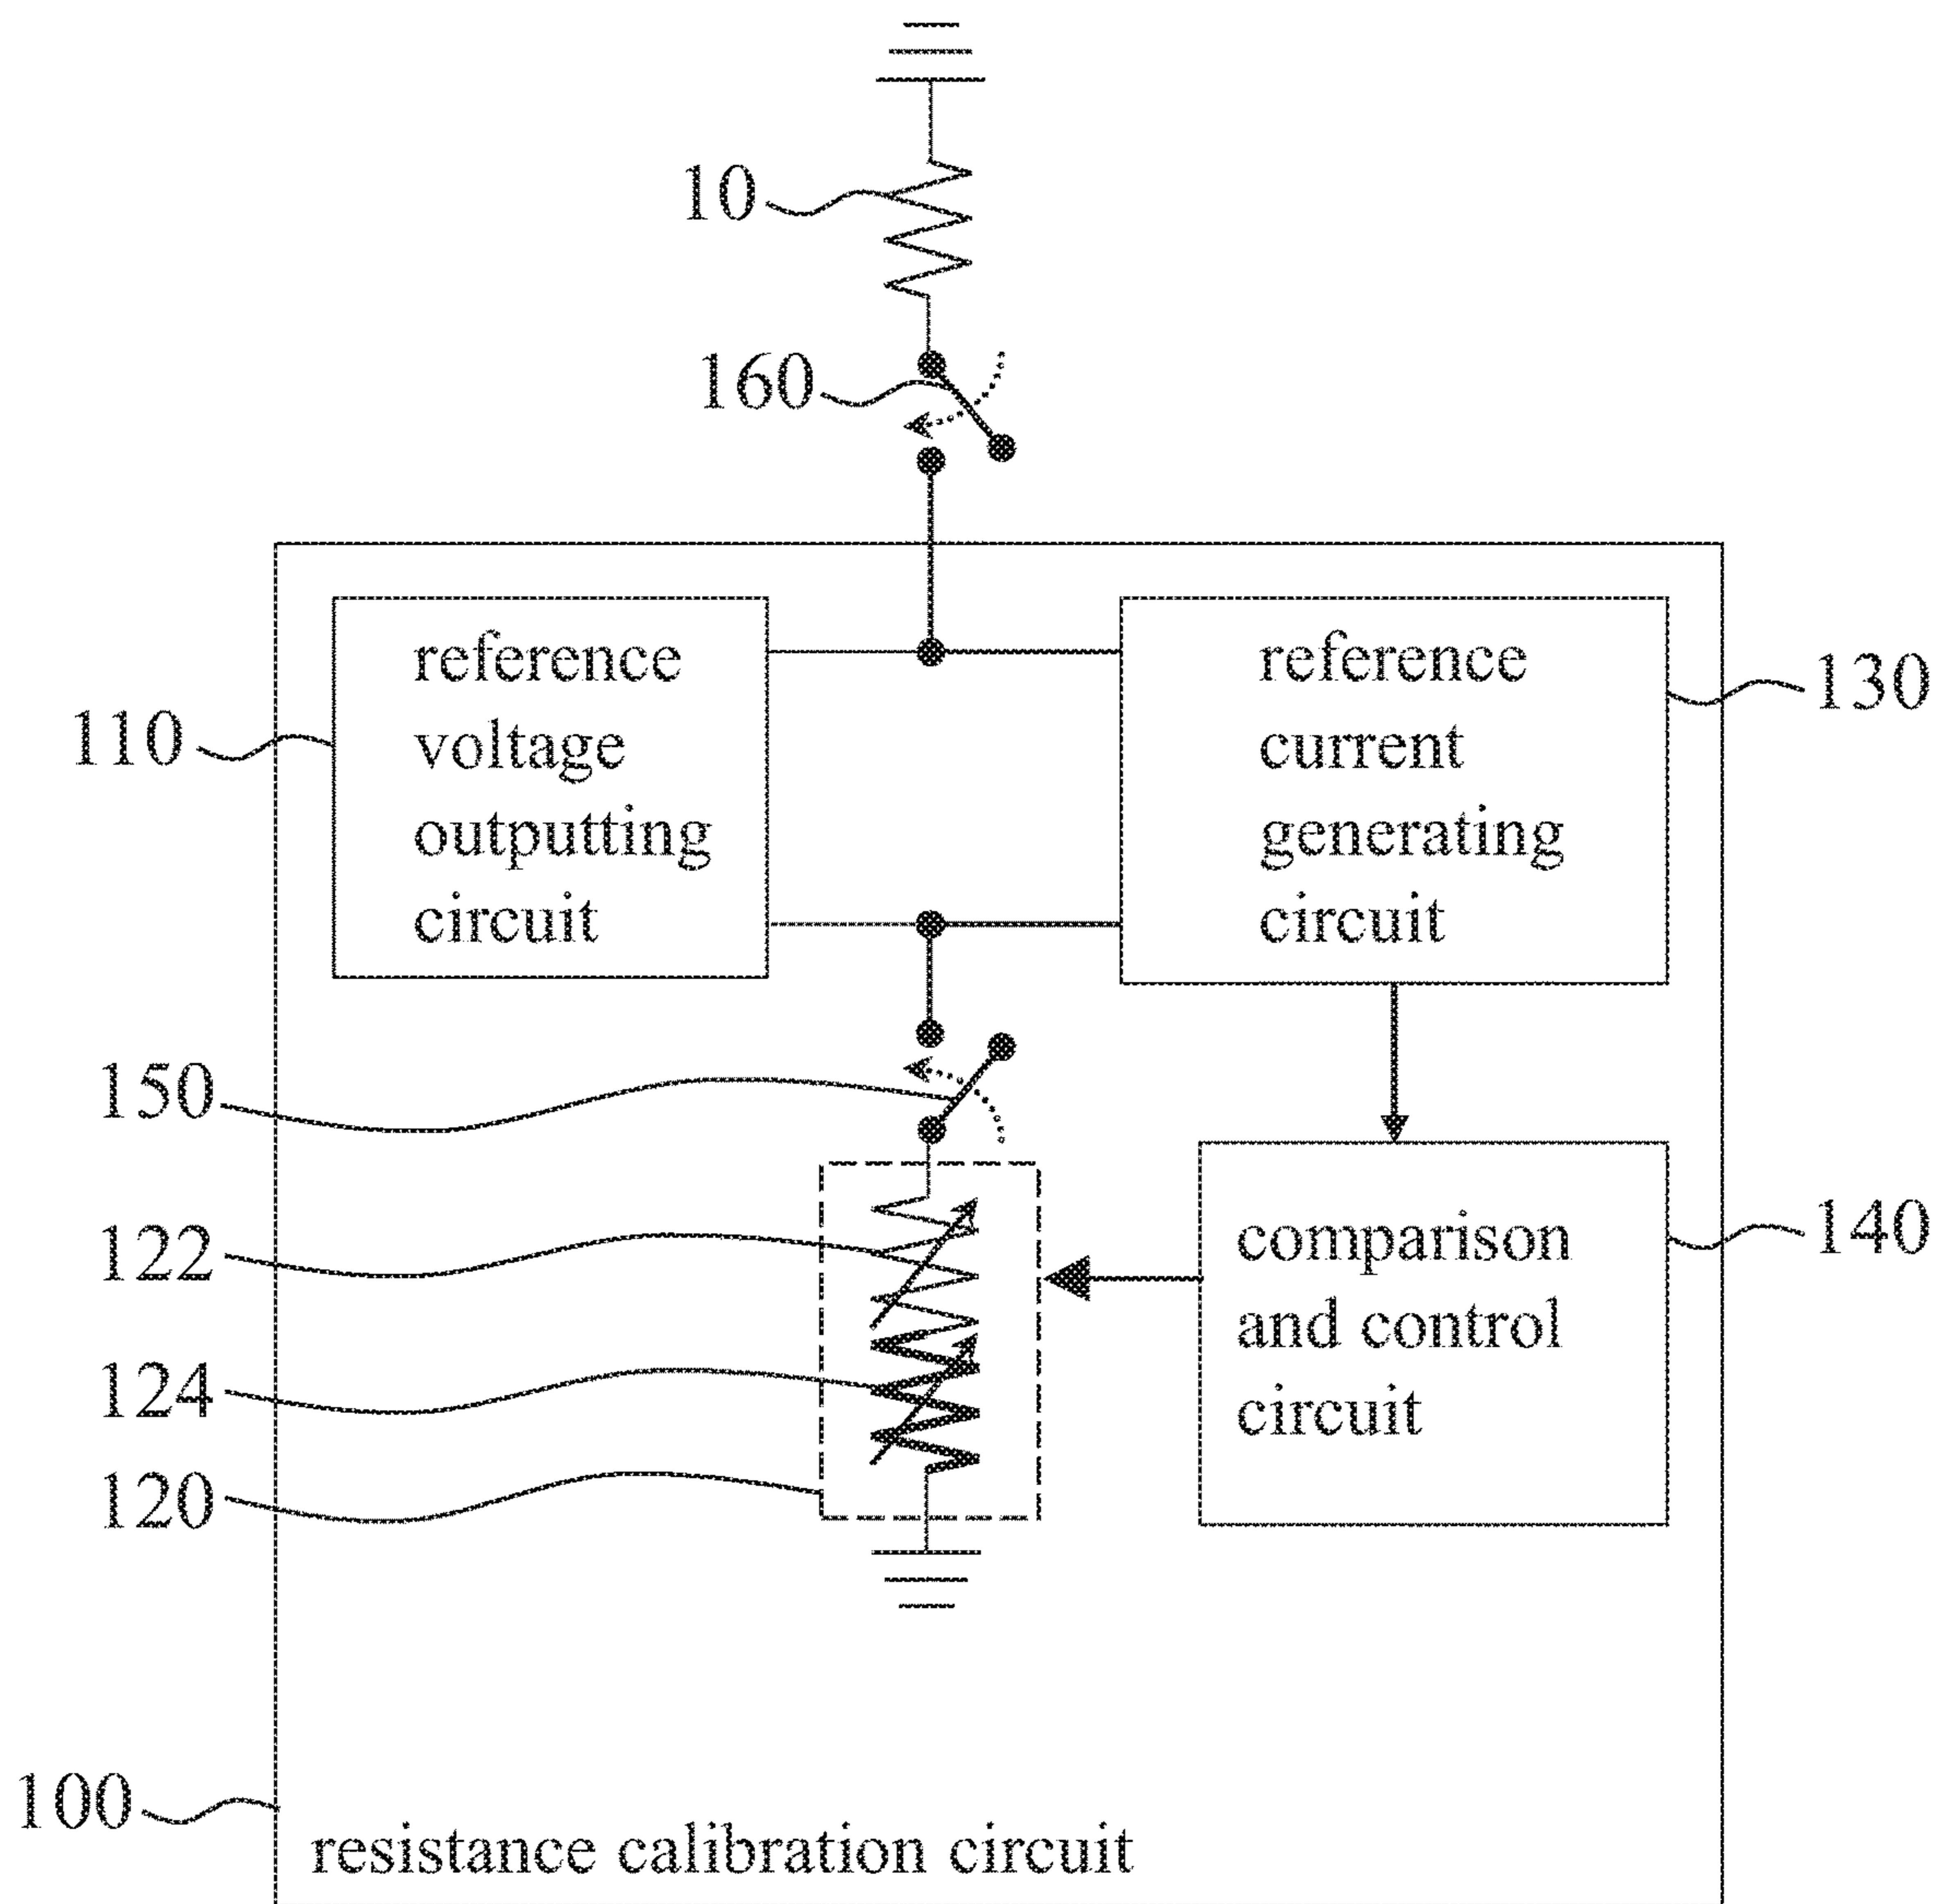 10
160
reference
voltage
outputting
circuit
110
reference
current
generating
circuit
130
150
122
124
120
comparison
and control
circuit
140
100
resistance calibration circuit